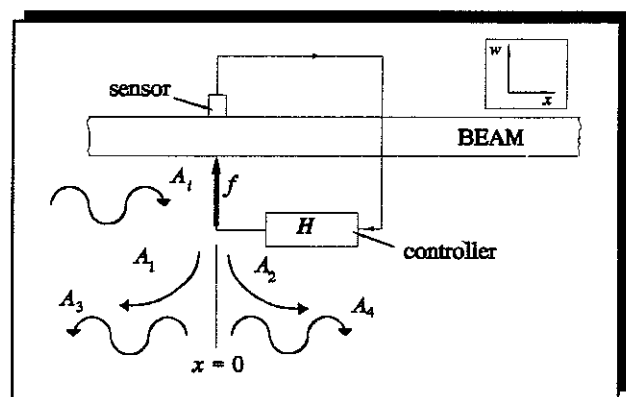 w
x
sensor
BEAM
A_i
f
H
controller
A_1
A_2
A_3
A_4
x = 0